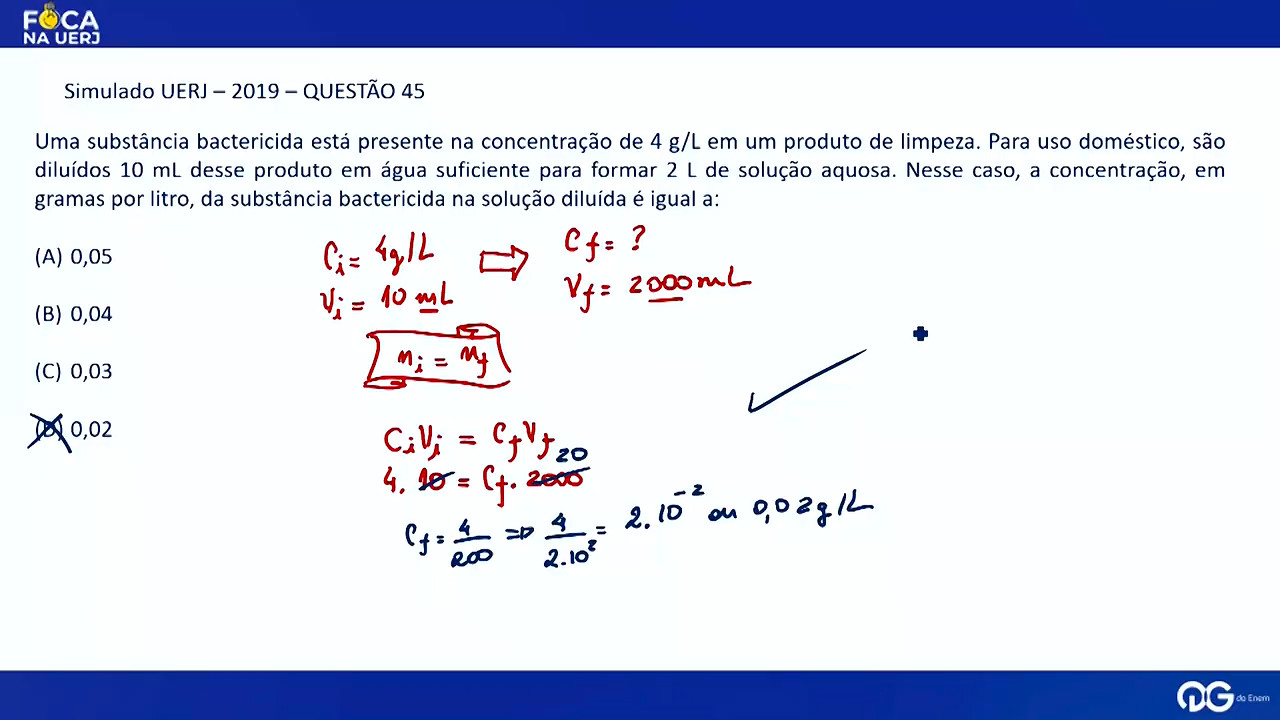 FOCA
NA UERJ
Simulado UERJ – 2019 – QUESTÃO 45
Uma substância bactericida está presente na concentração de 4 g/L em um produto de limpeza. Para uso doméstico, são
diluídos 10 mL desse produto em água suficiente para formar 2 L de solução aquosa. Nesse caso, a concentração, em
gramas por litro, da substância bactericida na solução diluída é igual a:
(A) 0,05
(B) 0,04
(C) 0,03
(D) 0,02
Ci = 4g/L
Vi = 10 mL
Cf = ?
Vf = 2000 mL
mi = mf
CiVi = CfVf
20
4. 10 = Cf. 2000
Cf = 4/200 => 4/2.10² = 2.10⁻² ou 0,02g/L
QG do Enem